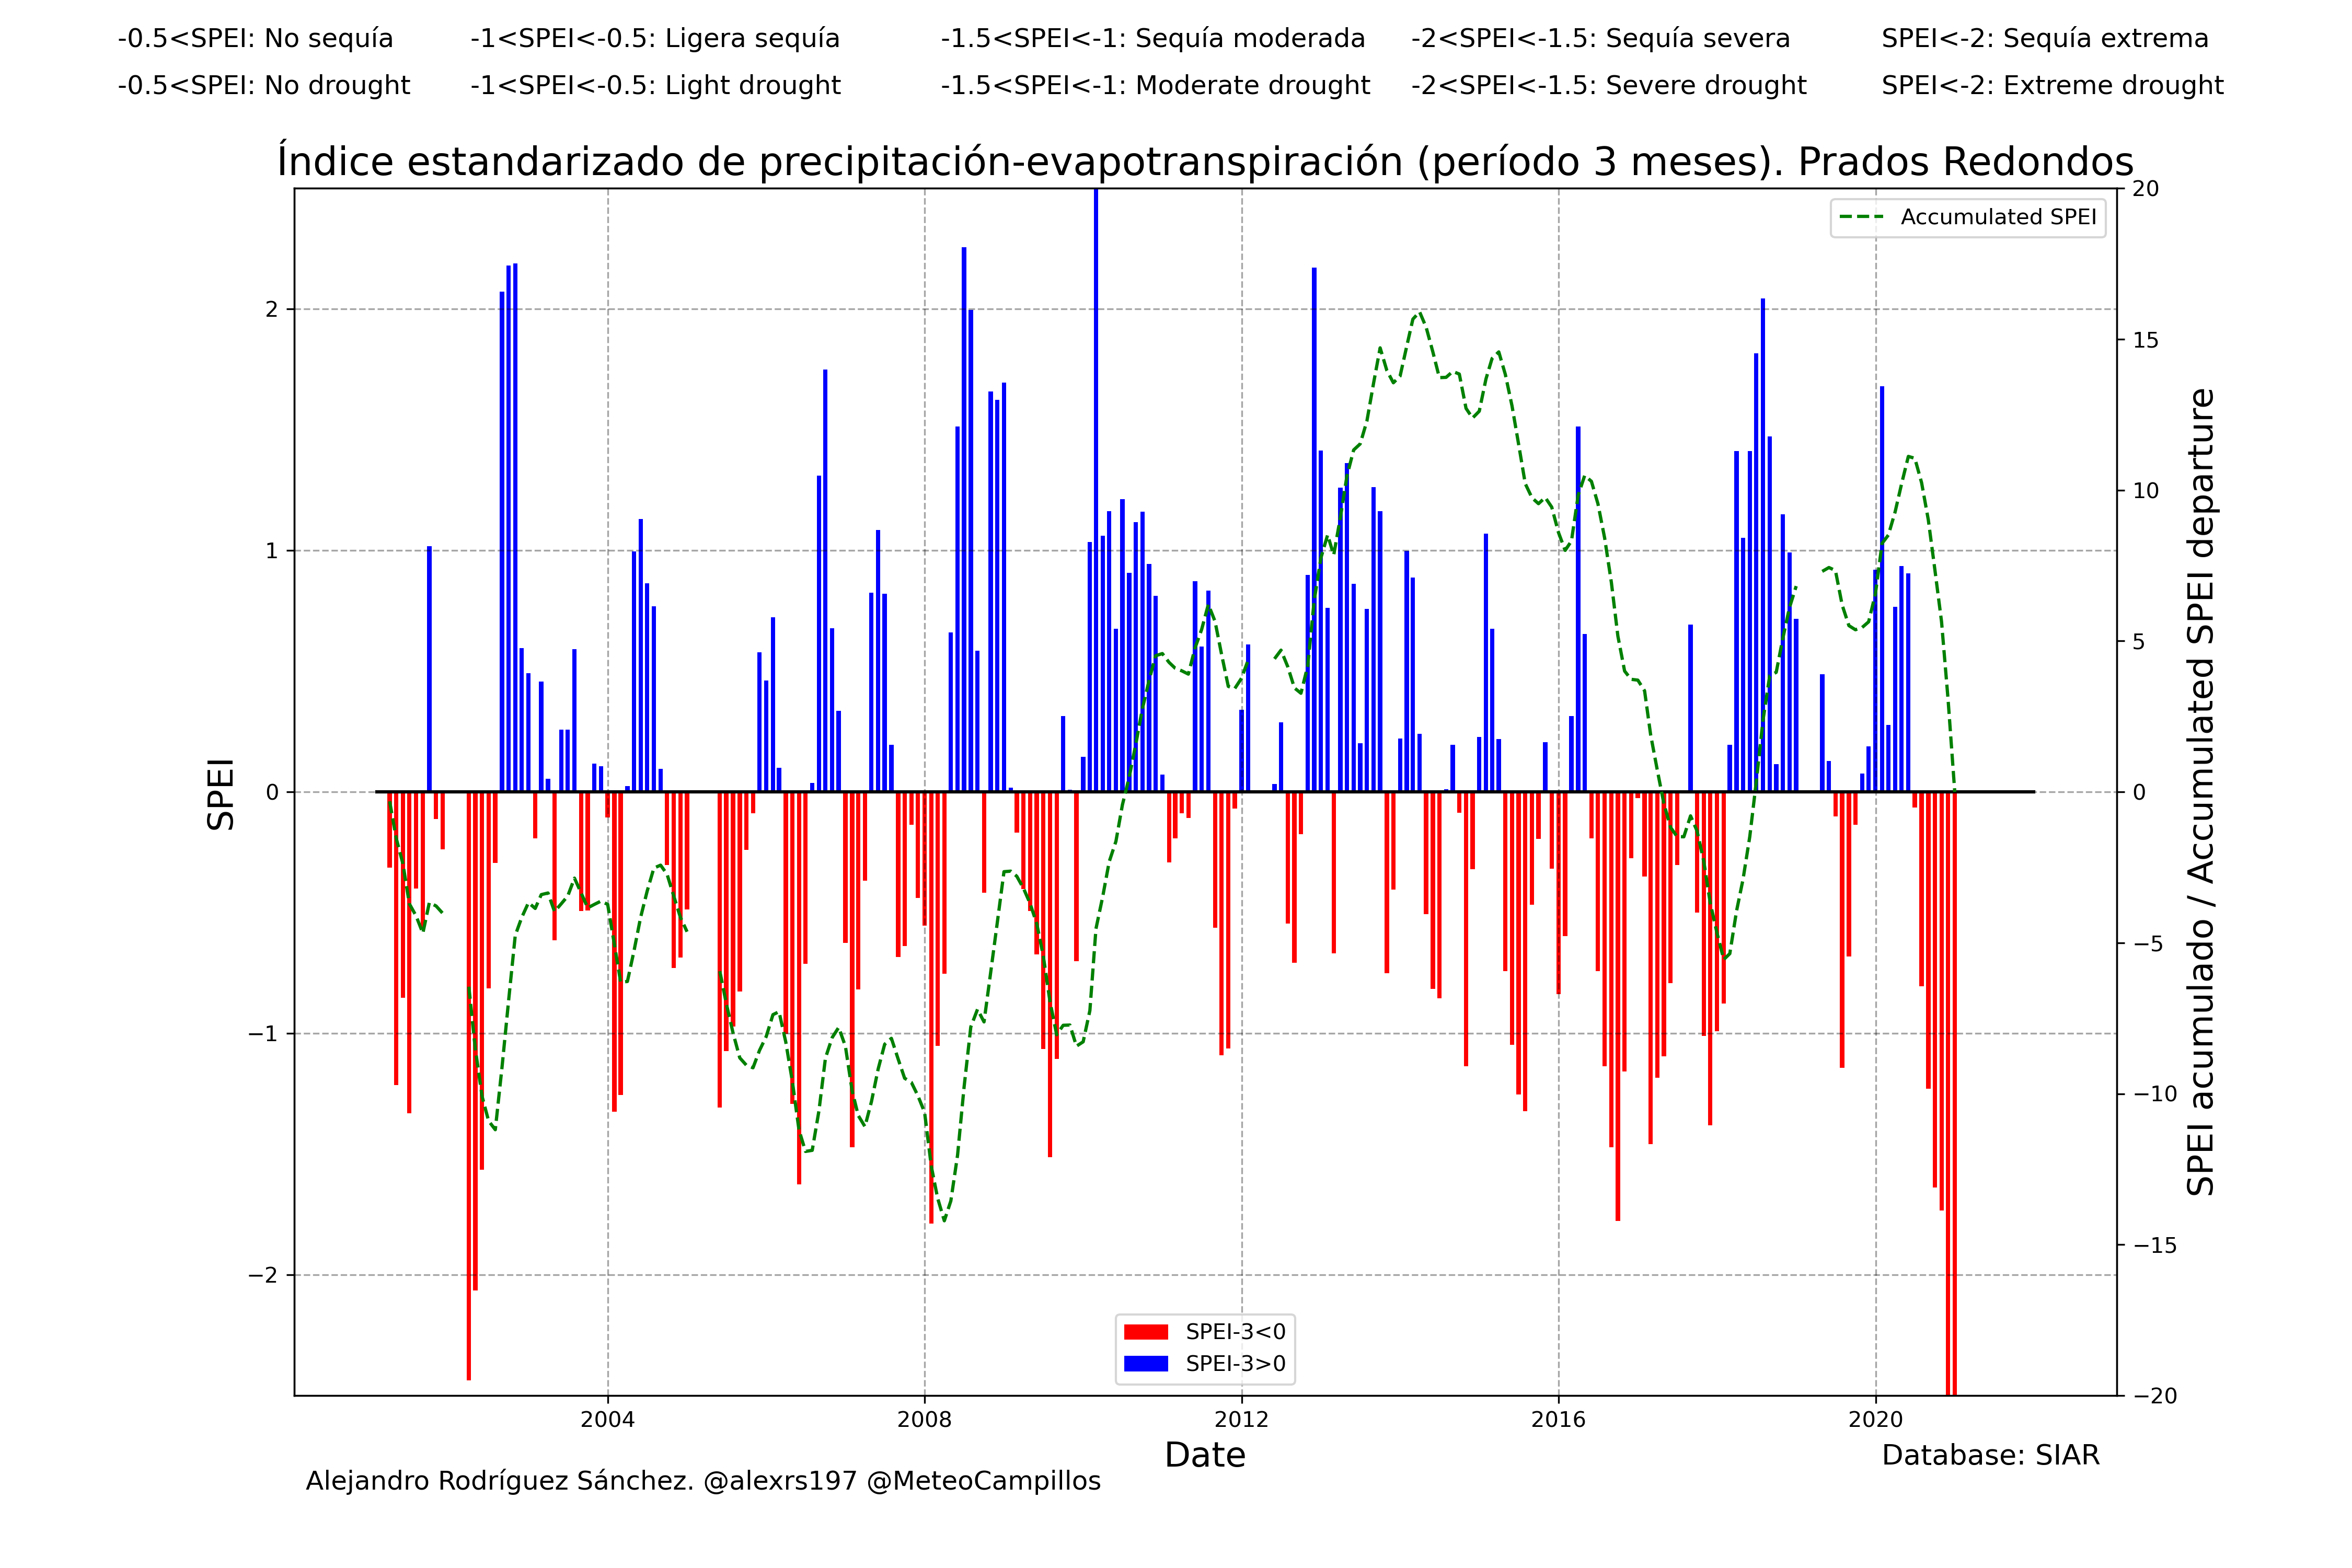 -0.5<SPEI: No sequía -1<SPEI<-0.5: Ligera sequía -1.5<SPEI<-1: Sequía moderada -2<SPEI<-1.5: Sequía severa SPEI<-2: Sequía extrema
-0.5<SPEI: No drought -1<SPEI<-0.5: Light drought -1.5<SPEI<-1: Moderate drought -2<SPEI<-1.5: Severe drought SPEI<-2: Extreme drought
Índice estandarizado de precipitación-evapotranspiración (período 3 meses). Prados Redondos
Accumulated SPEI
SPEI
2
1
0
−1
−2
20
15
10
5
0
−5
−10
−15
−20
SPEI acumulado / Accumulated SPEI departure
SPEI-3<0
SPEI-3>0
2004 2008 2012 2016 2020
Date
Database: SIAR
Alejandro Rodríguez Sánchez. @alexrs197 @MeteoCampillos